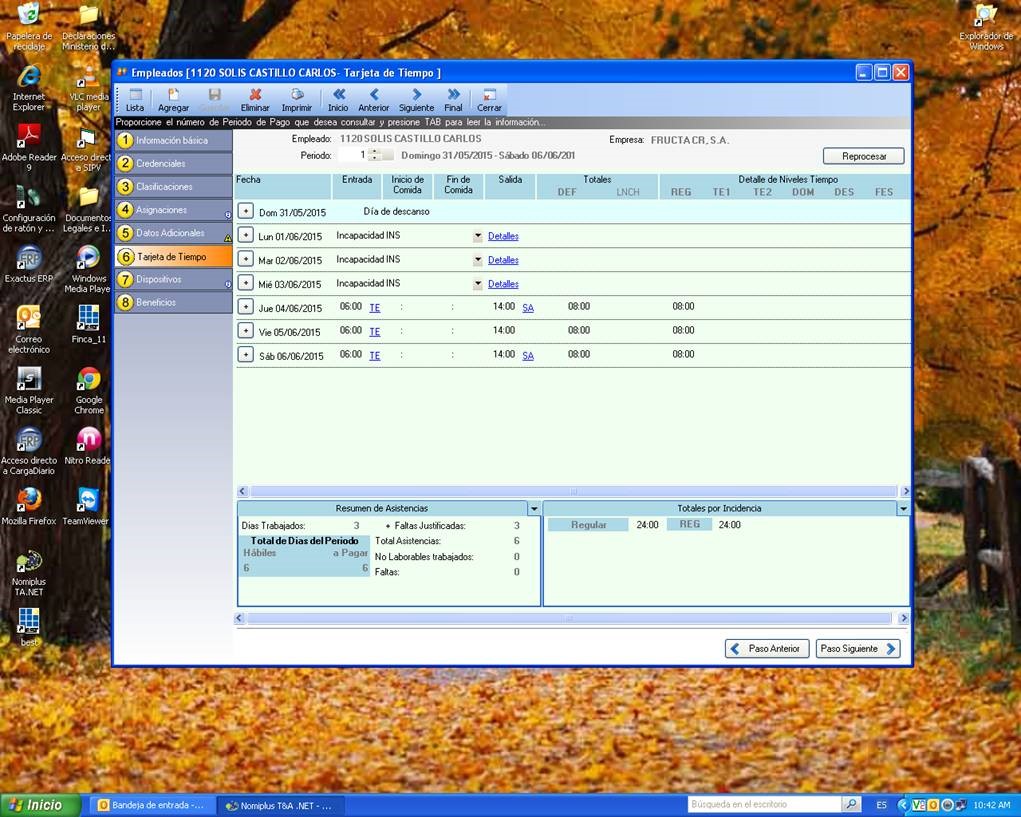 Papelera de reciclaje
Declaraciones Ministerio d...
Explorador de Windows
Internet Explorer
VLC media player
Adobe Reader 9
Acceso direct a SIPV
Configuración de ratón y ...
Documentos Legales e I...
Exactus ERP
Windows Media Playe
Correo electrónico
Finca_11
Media Player Classic
Google Chrome
Acceso directo a CargaDiario
Nitro Reade
Mozilla Firefox
TeamViewer
Nomiplus TA.NET
best
Empleados [1120 SOLIS CASTILLO CARLOS- Tarjeta de Tiempo ]
Lista Agregar Guardar Eliminar Imprimir Inicio Anterior Siguiente Final Cerrar
Proporcione el número de Periodo de Pago que desea consultar y presione TAB para leer la información...
1 Información básica
2 Credenciales
3 Clasificaciones
4 Asignaciones
5 Datos Adicionales
6 Tarjeta de Tiempo
7 Dispositivos
8 Beneficios
Empleado: 1120 SOLIS CASTILLO CARLOS Empresa: FRUCTA CR, S.A.
Periodo: 1 Domingo 31/05/2015 - Sábado 06/06/201 Reprocesar
Fecha Entrada Inicio de Comida Fin de Comida Salida Totales Detalle de Niveles Tiempo
DEF LNCH REG TE1 TE2 DOM DES FES
Dom 31/05/2015 Día de descanso
Lun 01/06/2015 Incapacidad INS Detalles
Mar 02/06/2015 Incapacidad INS Detalles
Mié 03/06/2015 Incapacidad INS Detalles
Jue 04/06/2015 06:00 TE : : 14:00 SA 08:00 08:00
Vie 05/06/2015 06:00 TE : : 14:00 08:00
Sáb 06/06/2015 06:00 TE : : 14:00 SA 08:00 08:00
Resumen de Asistencias
Dias Trabajados: 3 + Faltas Justificadas: 3
Total de Dias del Periodo Total Asistencias: 6
Hábiles a Pagar No Laborables trabajados: 0
6 6 Faltas: 0
Totales por Incidencia
Regular 24:00 REG 24:00
Paso Anterior Paso Siguiente
Inicio Bandeja de entrada -... Nomiplus T&A .NET - ... Búsqueda en el escritorio ES 10:42 AM